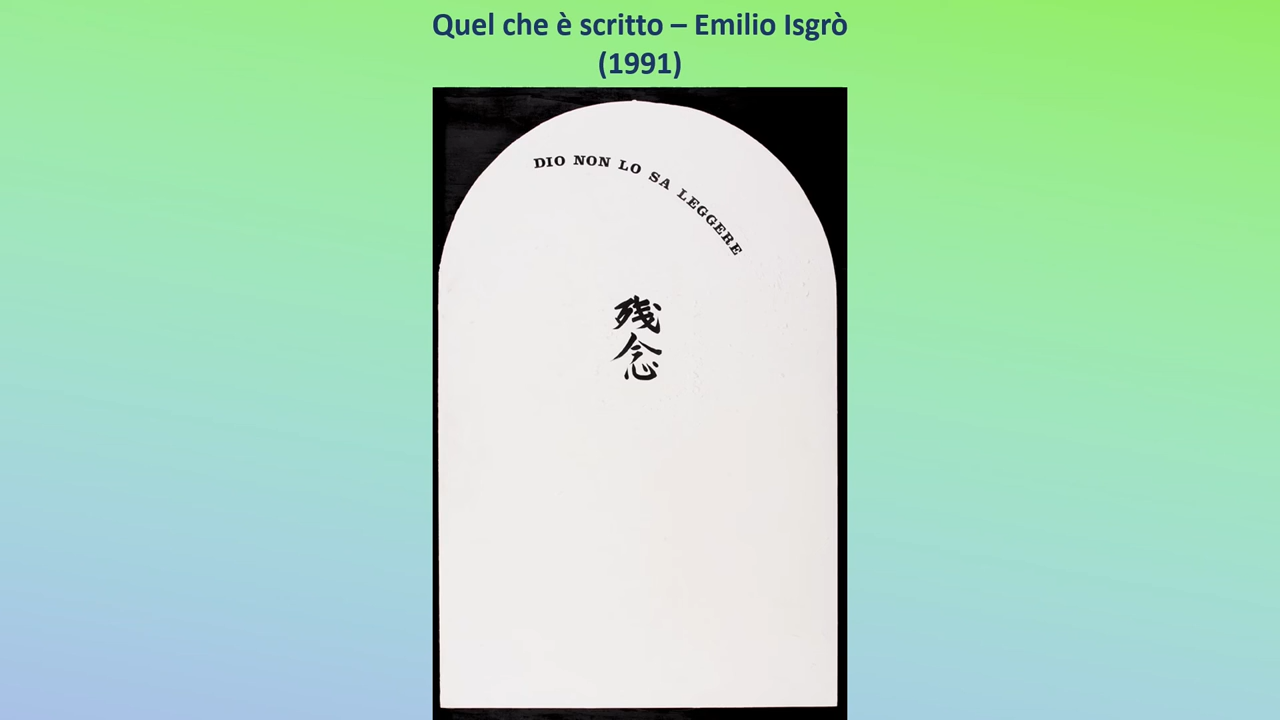 Quel che è scritto – Emilio Isgrò
(1991)
DIO NON LO SA LEGGERE
残
念